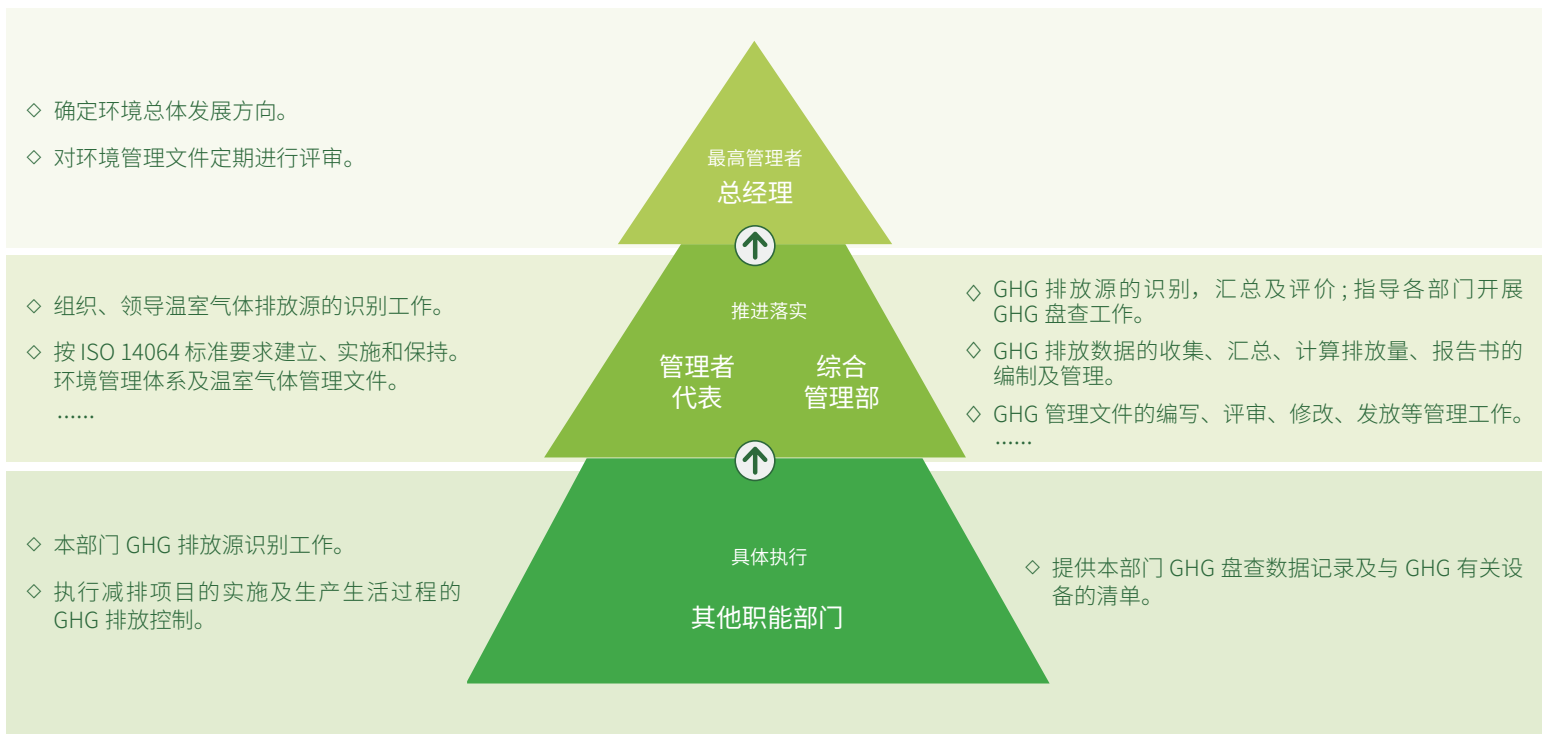 ◇ 确定环境总体发展方向。
◇ 对环境管理文件定期进行评审。
最高管理者
总经理
◇ 组织、领导温室气体排放源的识别工作。
◇ 按 ISO 14064 标准要求建立、实施和保持。
环境管理体系及温室气体管理文件。
......
推进落实
管理者
代表
综合
管理部
◇ GHG 排放源的识别，汇总及评价；指导各部门开展
GHG 盘查工作。
◇ GHG 排放数据的收集、汇总、计算排放量、报告书的
编制及管理。
◇ GHG 管理文件的编写、评审、修改、发放等管理工作。
......
◇ 本部门 GHG 排放源识别工作。
◇ 执行减排项目的实施及生产生活过程的
GHG 排放控制。
具体执行
其他职能部门
◇ 提供本部门 GHG 盘查数据记录及与 GHG 有关设
备的清单。